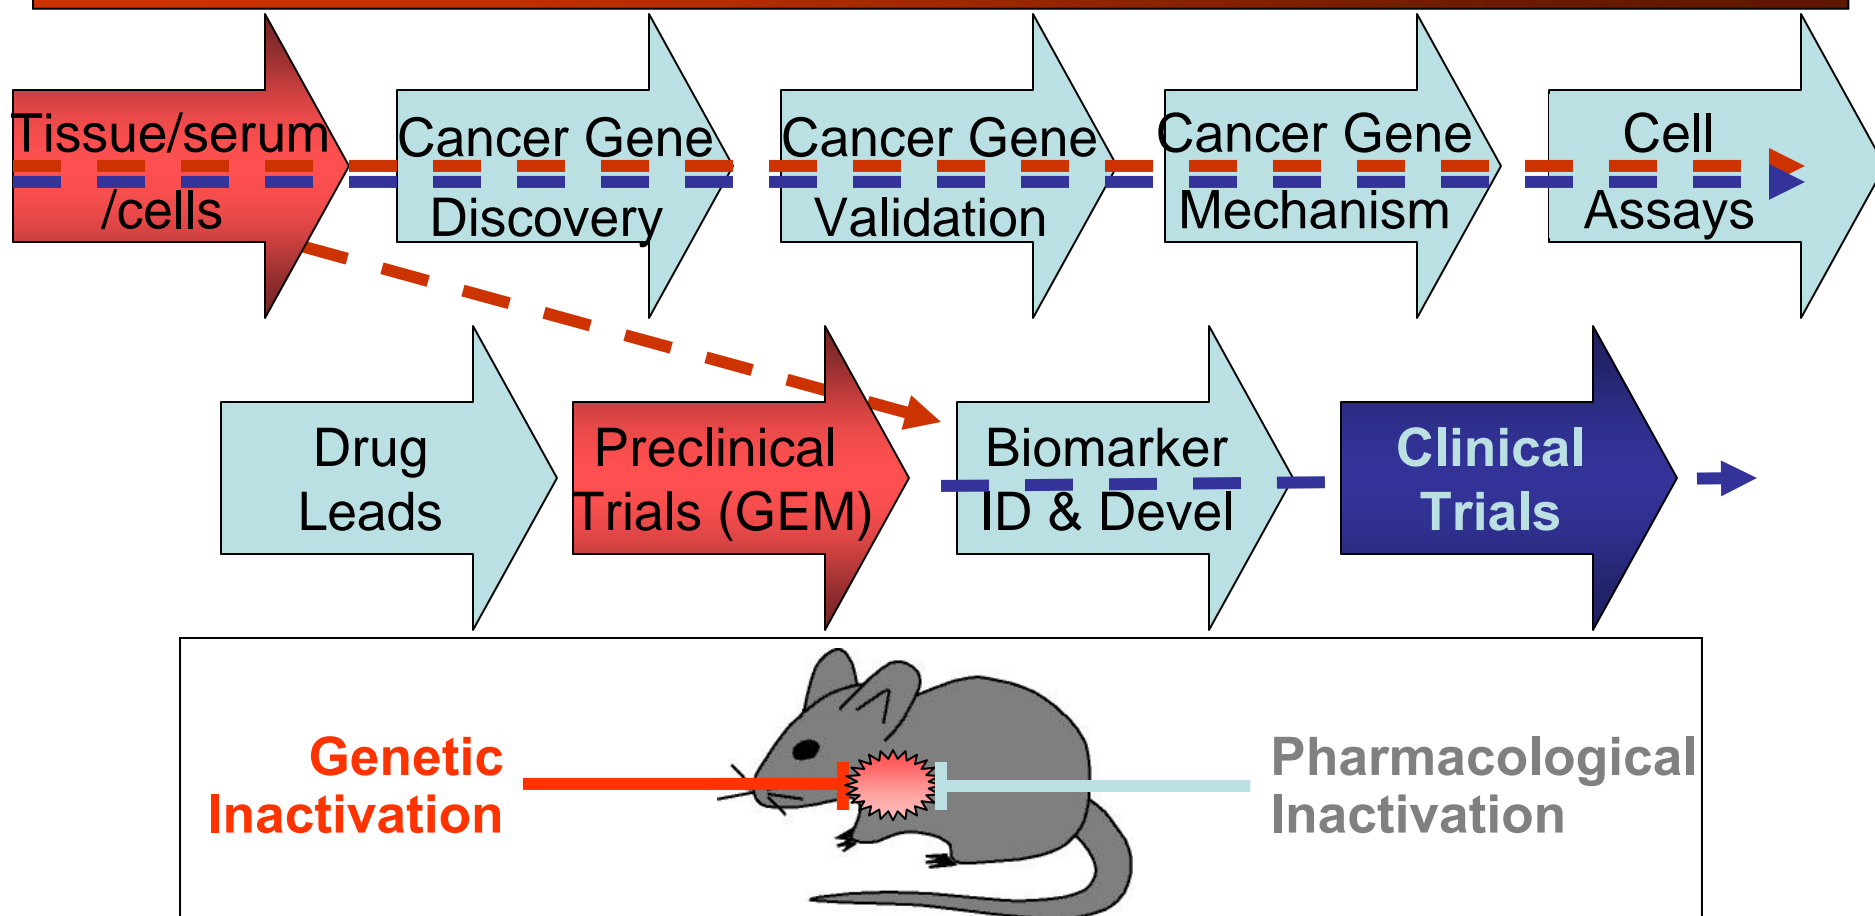 Tissue/serum
/cells
Cancer Gene
Discovery
Cancer Gene
Validation
Cancer Gene
Mechanism
Cell
Assays
Drug
Leads
Preclinical
Trials (GEM)
Biomarker
ID & Devel
Clinical
Trials
Genetic
Inactivation
Pharmacological
Inactivation